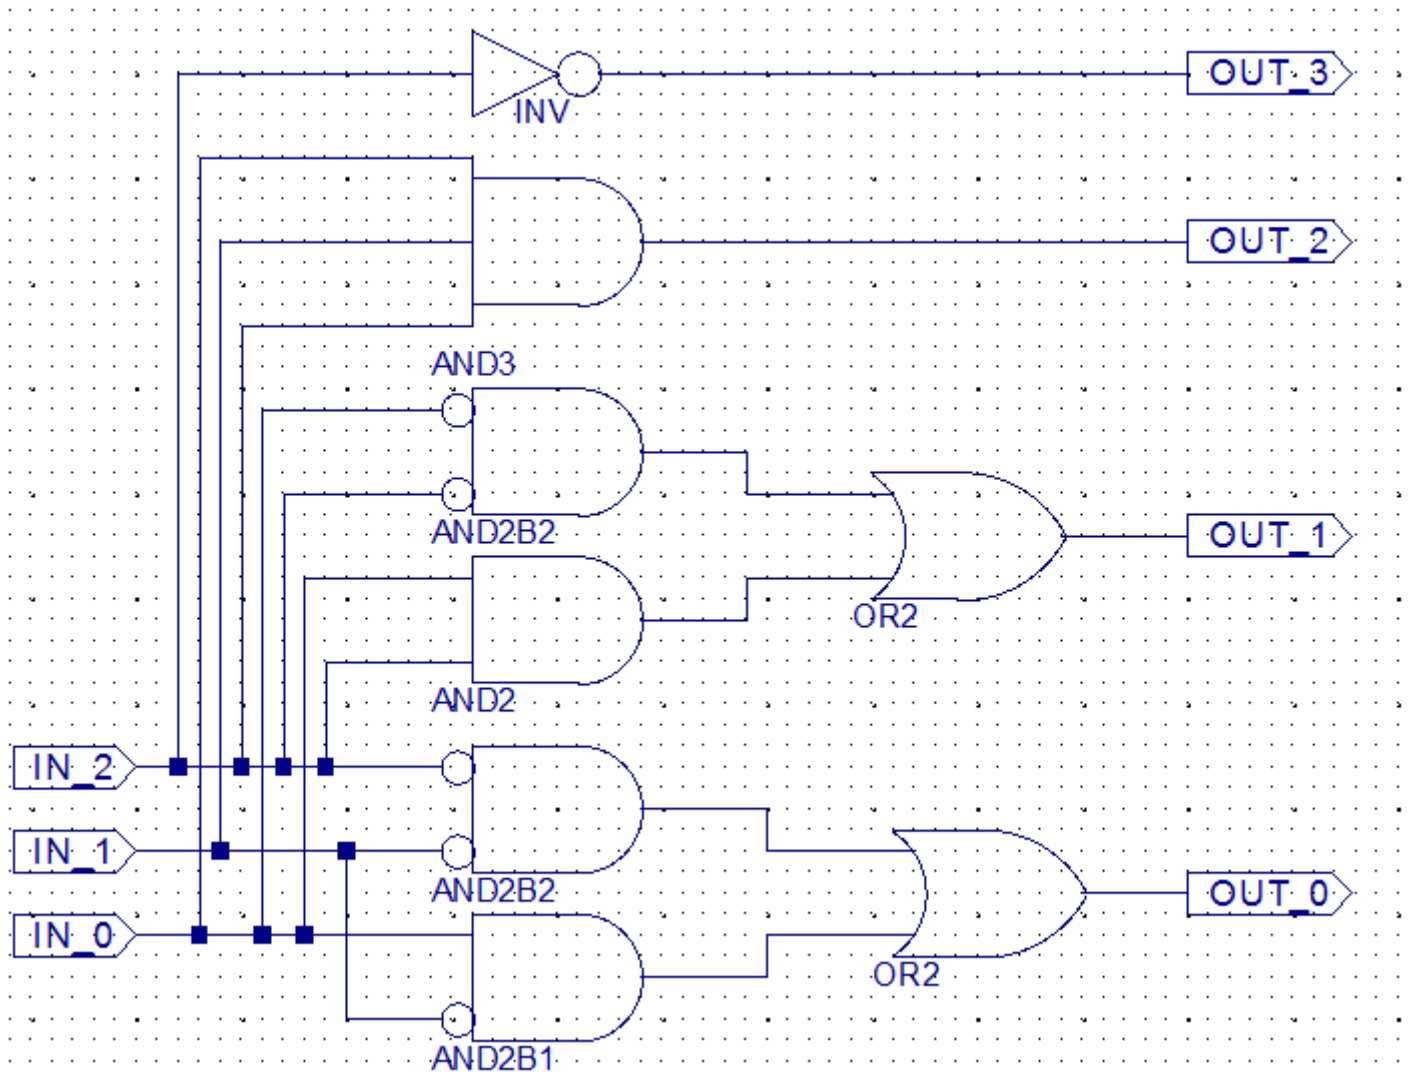 OUT_3
INV
OUT_2
AND3
AND2B2
OUT_1
OR2
AND2
IN_2
IN_1
AND2B2
OUT_0
IN_0
OR2
AND2B1